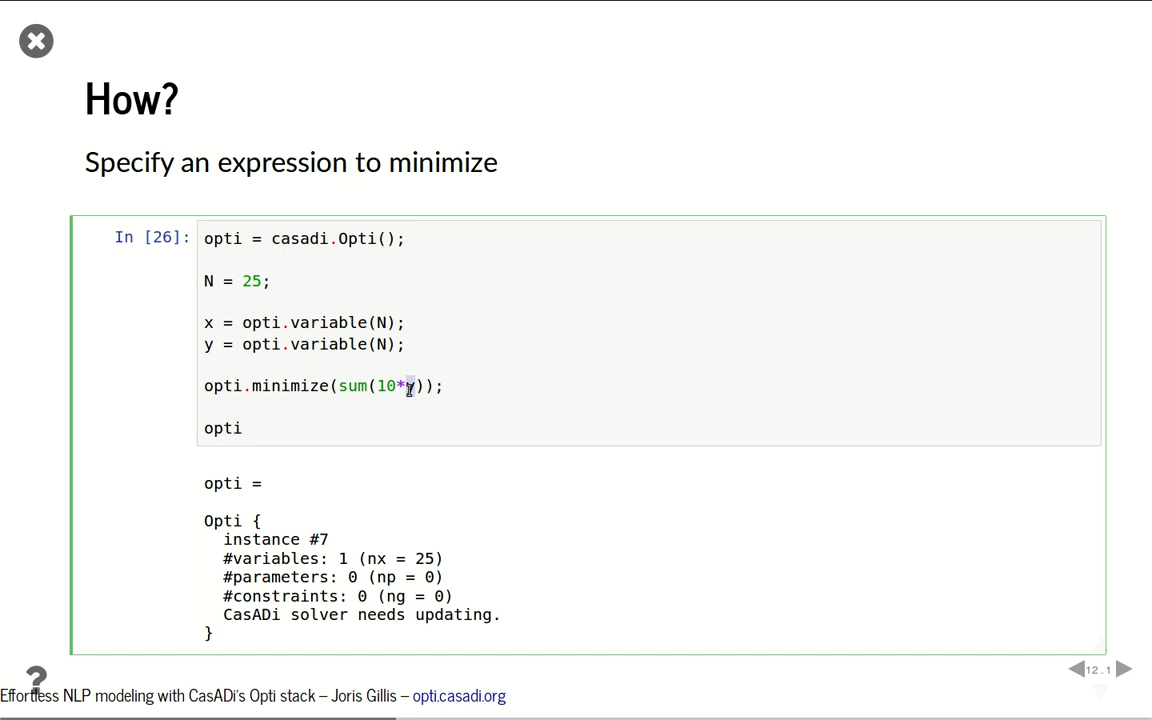 How?
Specify an expression to minimize
In [26]:
opti = casadi.Opti();
N = 25;
x = opti.variable(N);
y = opti.variable(N);
opti.minimize(sum(10*y));
opti
opti =
Opti {
instance #7
#variables: 1 (nx = 25)
#parameters: 0 (np = 0)
#constraints: 0 (ng = 0)
CasADi solver needs updating.
}
12.1
?
Effortless NLP modeling with CasADi's Opti stack – Joris Gillis – opti.casadi.org